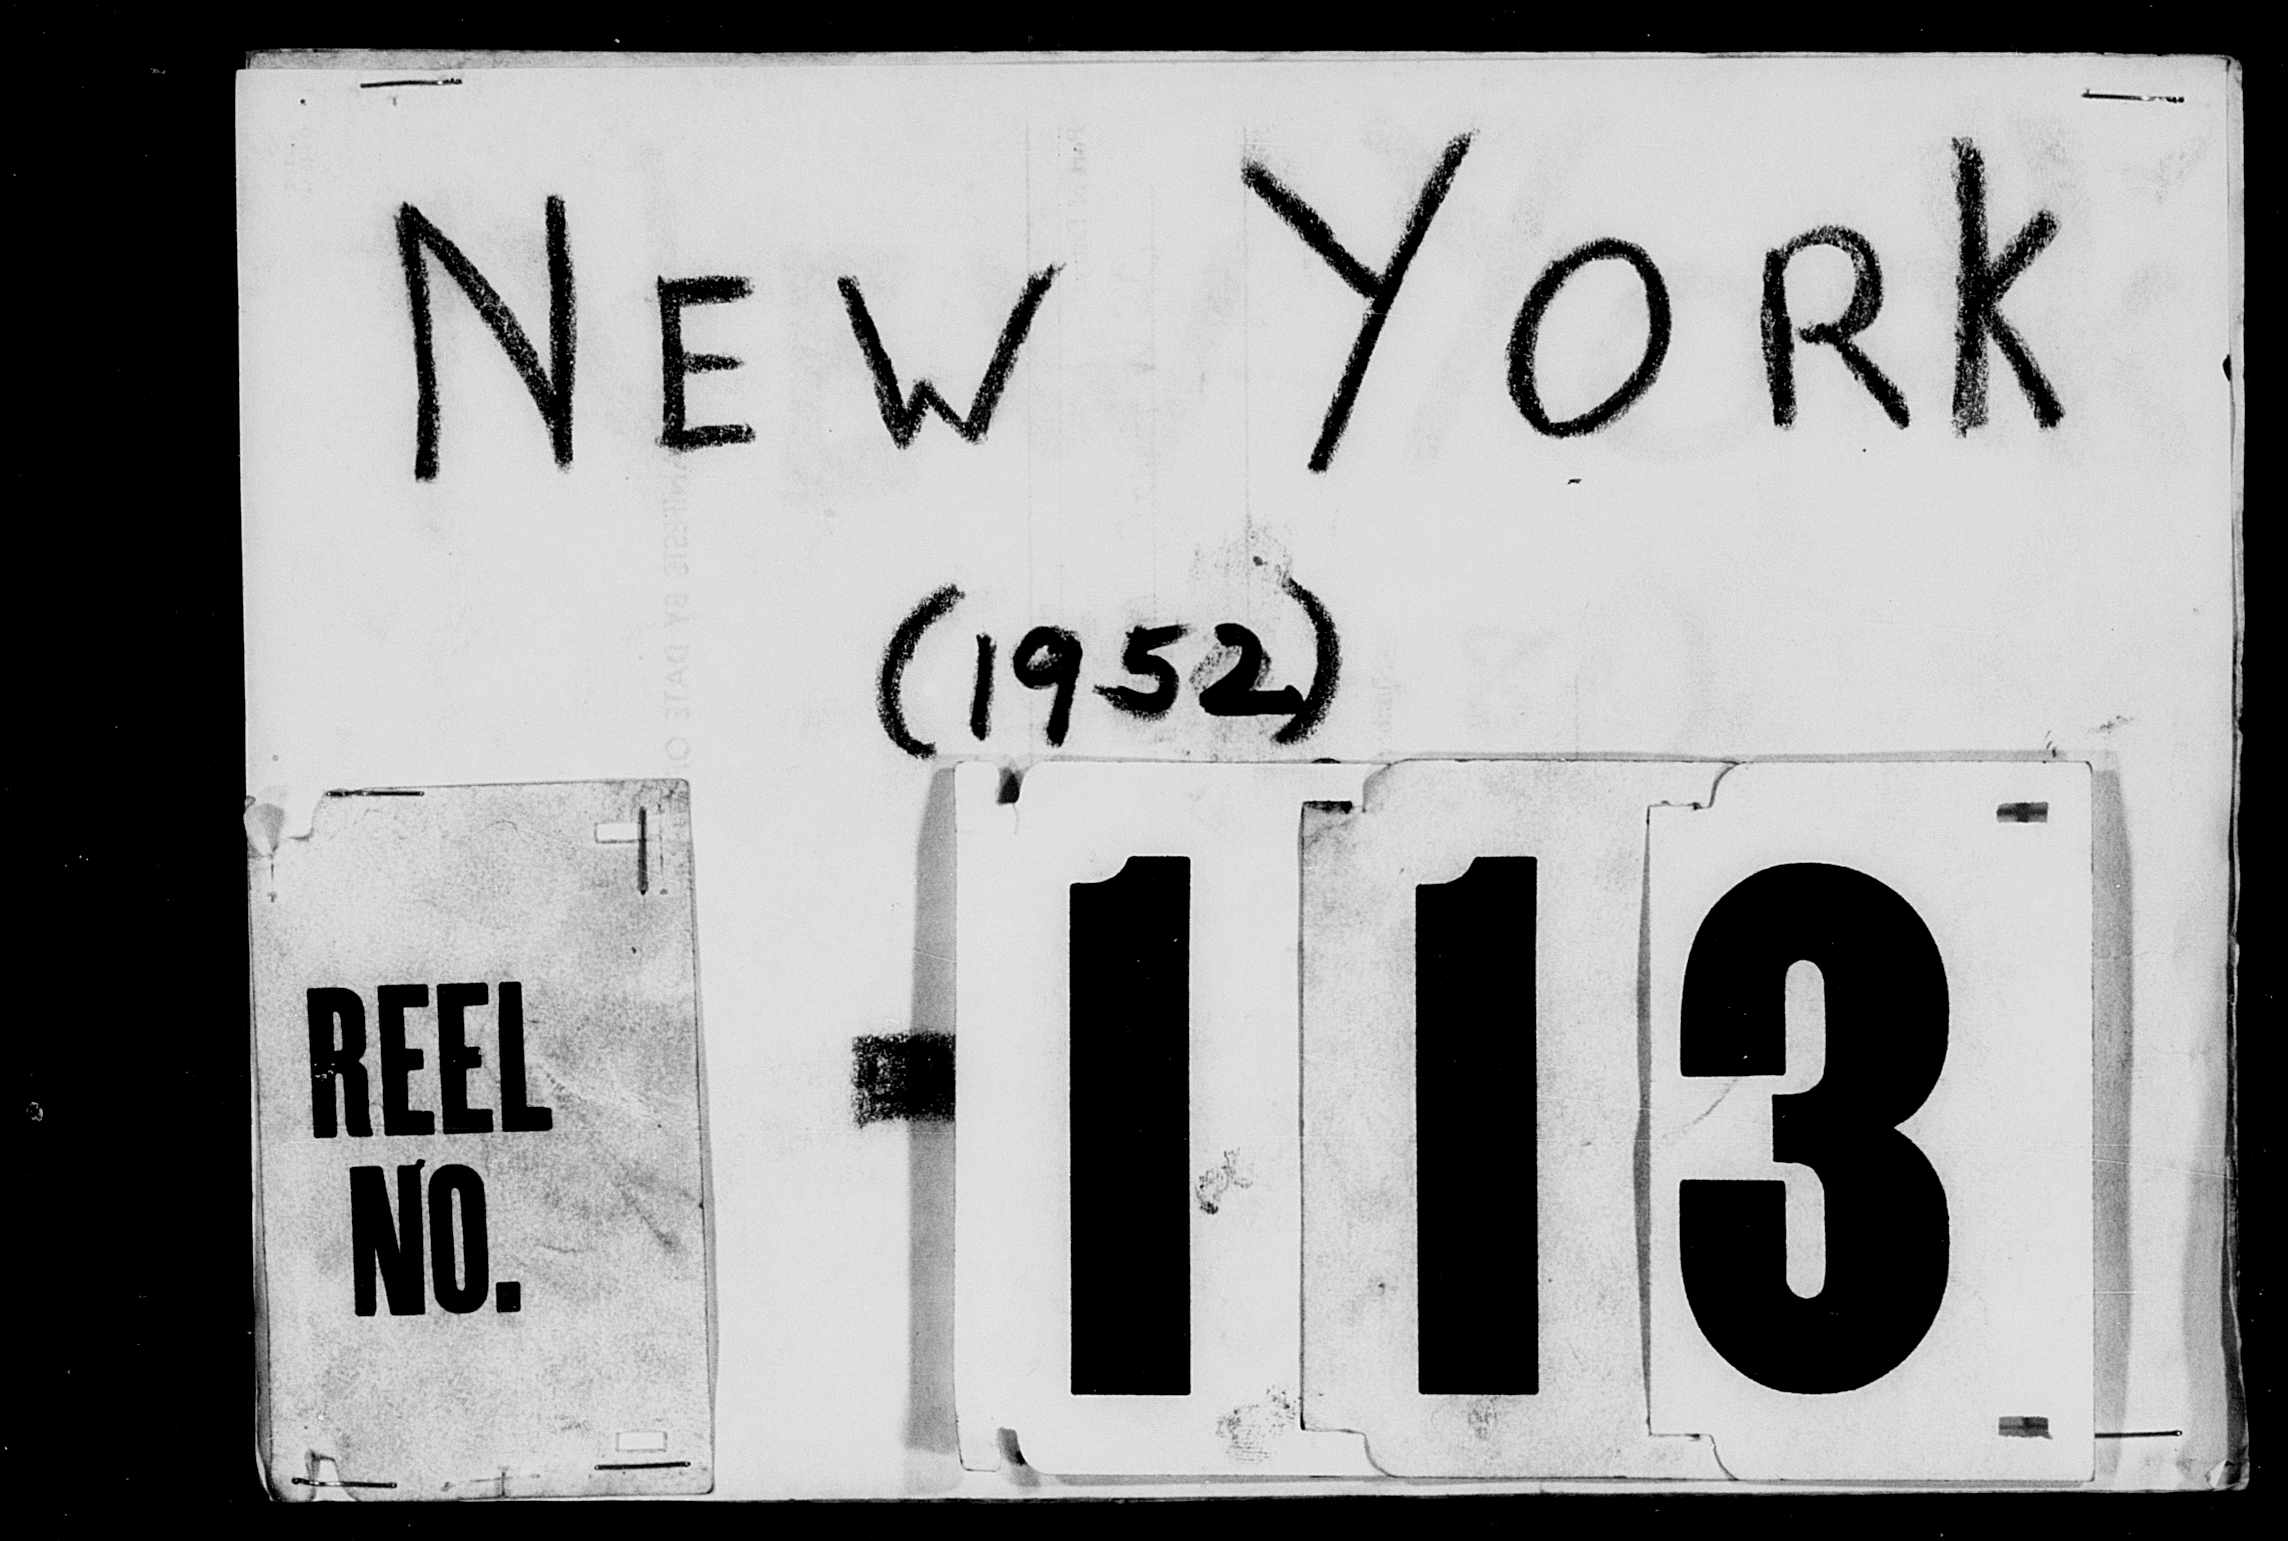 NEW YORK
(1952)
REEL
NO.
-113